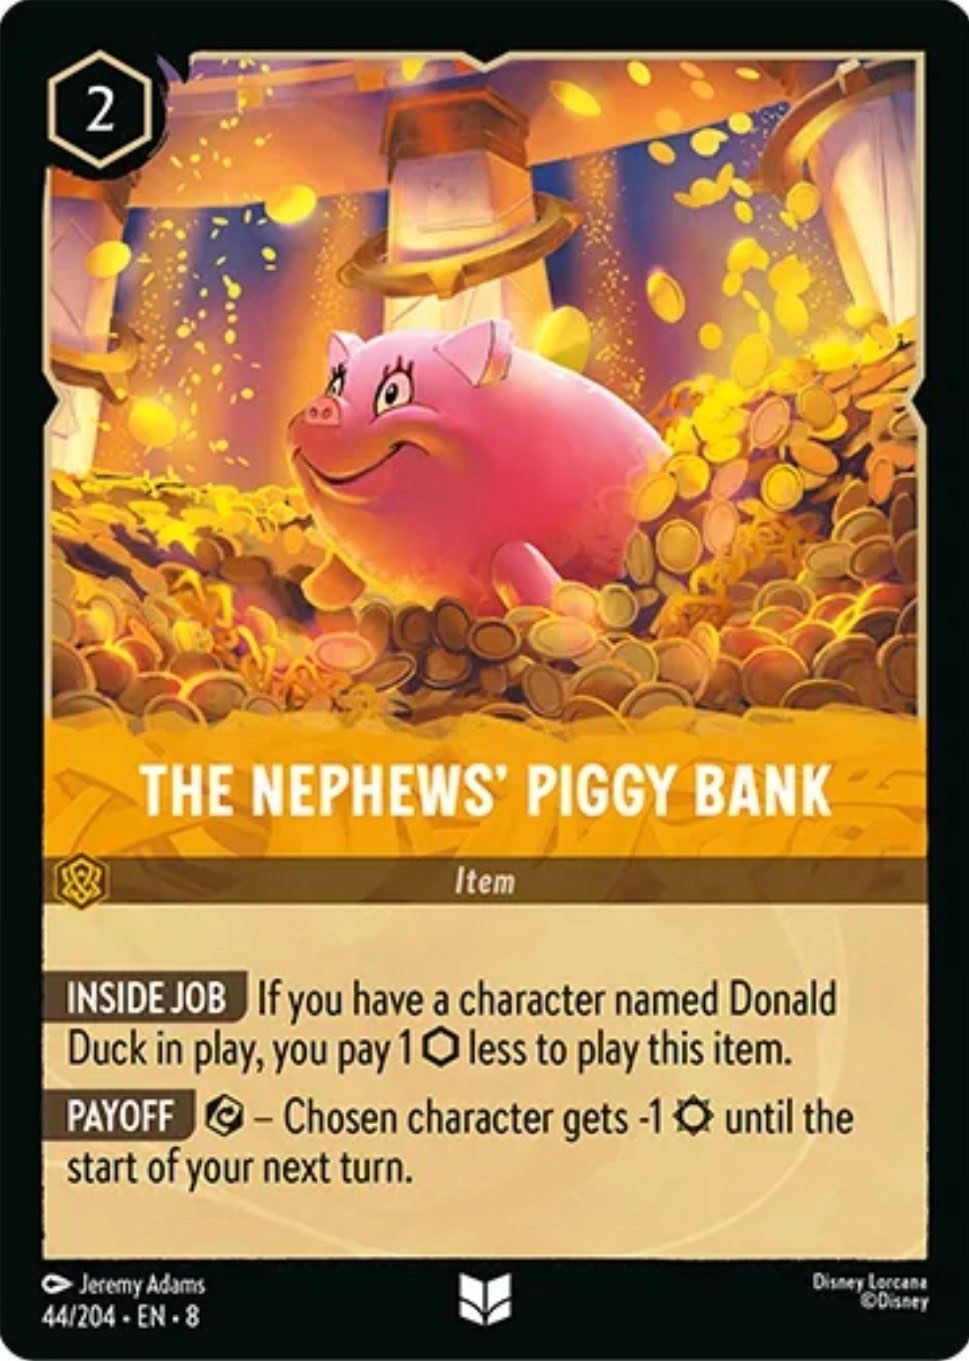 2
THE NEPHEWS' PIGGY BANK
Item
INSIDE JOB If you have a character named Donald
Duck in play, you pay 1 ⬡ less to play this item.
PAYOFF ⟳ – Chosen character gets -1 ¤ until the
start of your next turn.
Jeremy Adams
44/204 • EN • 8
Disney Lorcana
©Disney